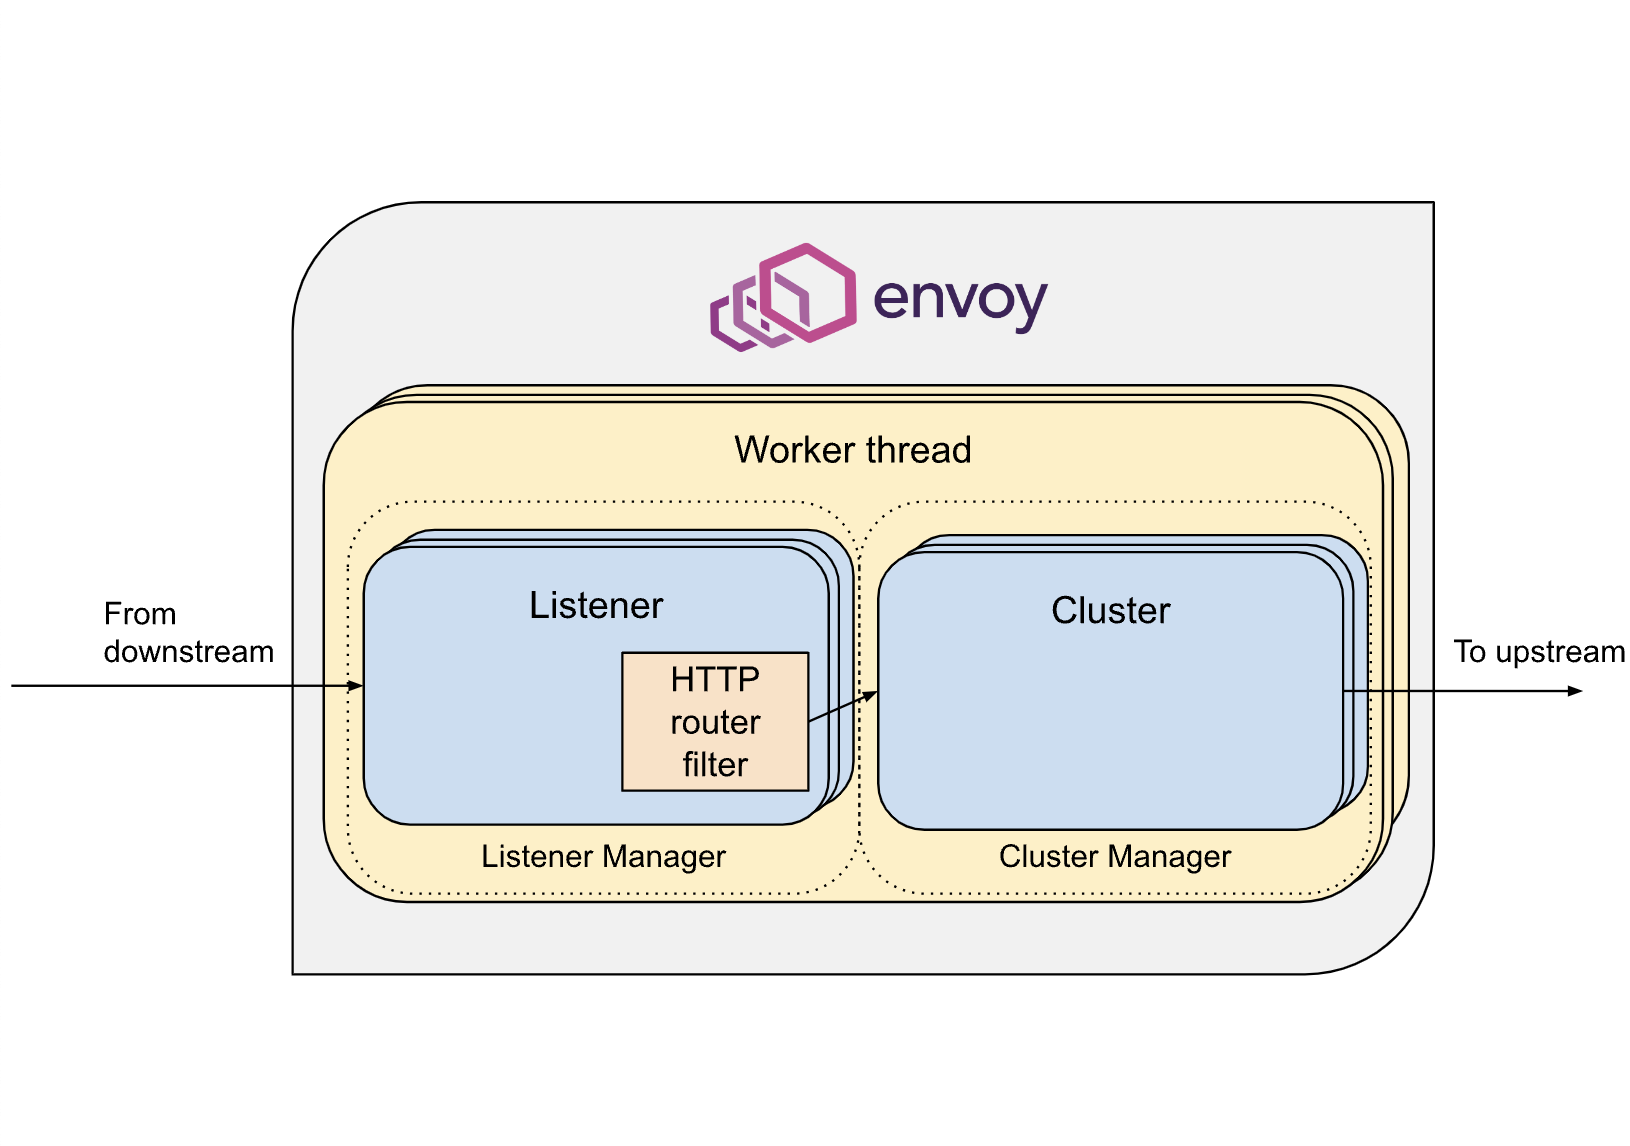 envoy
Worker thread
Listener
Cluster
From
downstream
To upstream
HTTP
router
filter
Listener Manager
Cluster Manager